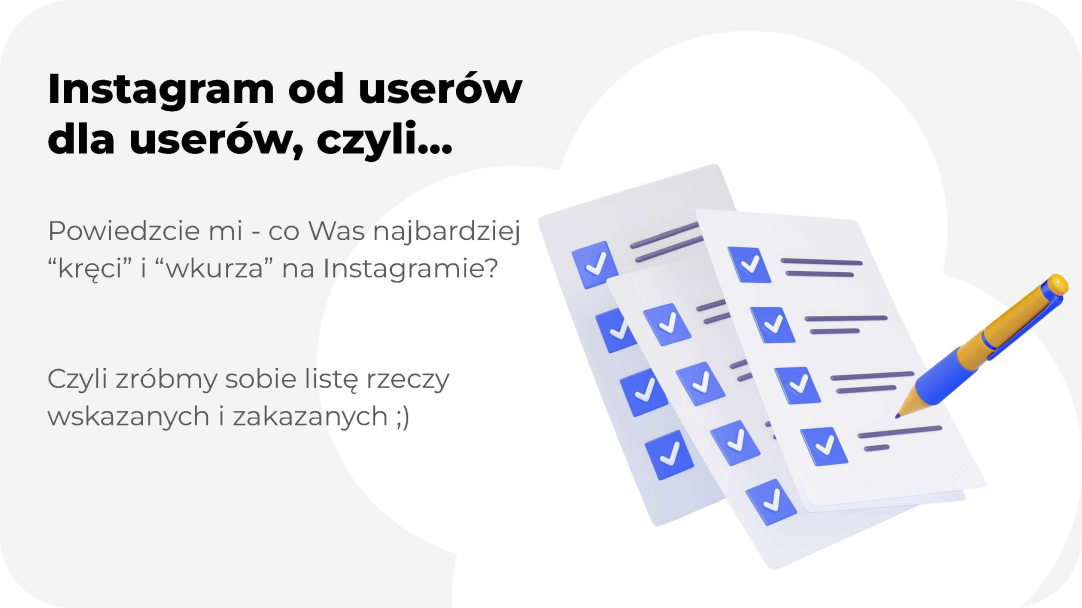 Instagram od userów
dla userów, czyli...
Powiedzcie mi - co Was najbardziej
“kręci” i “wkurza” na Instagramie?
Czyli zróbmy sobie listę rzeczy
wskazanych i zakazanych ;)